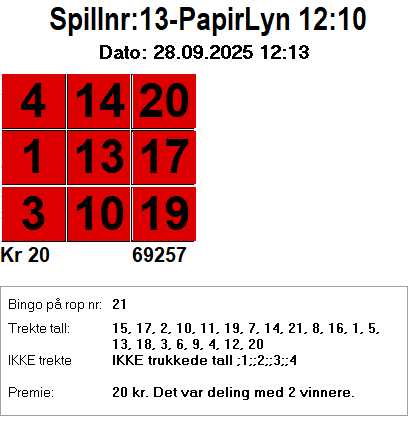 Spillnr:13-PapirLyn 12:10
Dato: 28.09.2025 12:13
4 14 20
1 13 17
3 10 19
Kr 20 69257
Bingo på rop nr: 21
Trekte tall: 15, 17, 2, 10, 11, 19, 7, 14, 21, 8, 16, 1, 5,
13, 18, 3, 6, 9, 4, 12, 20
IKKE trekte IKKE trukkede tall ;1;;2;;3;;4
Premie: 20 kr. Det var deling med 2 vinnere.